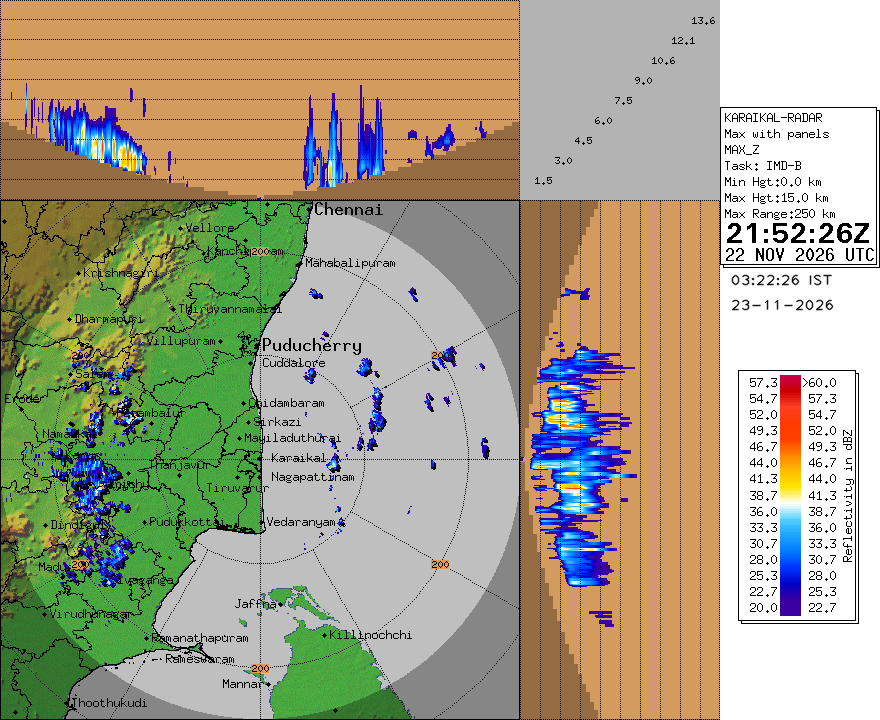 13.6
12.1
10.6
9.0
7.5
6.0
4.5
3.0
1.5
KARAIKAL-RADAR
Max with panels
MAX_Z
Task: IMD-B
Min Hgt:0.0 km
Max Hgt:15.0 km
Max Range:250 km
21:52:26Z
22 NOV 2026 UTC
03:22:26 IST
23-11-2026
Chennai
Vellore
200
Mahabalipuram
Krishnagiri
Thiruvannamalai
Dharmapuri
Villupuram
Puducherry
200
200
Cuddalore
Salem
Erode
Chidambaram
Perambalur
Sirkazi
Namakkal
Mayiladuthurai
Karaikal
Thanjavur
Nagapattinam
Tiruvarur
Dindigul
Pudukkottai
Vedaranyam
200
200
Sivaganga
Jaffna
Virudhunagar
Killinochchi
Ramanathapuram
Rameswaram
200
Mannar
Thoothukudi
57.3 >60.0
54.7 57.3
52.0 54.7
49.3 52.0
46.7 49.3
44.0 46.7
41.3 44.0
38.7 41.3
36.0 38.7
33.3 36.0
30.7 33.3
28.0 30.7
25.3 28.0
22.7 25.3
20.0 22.7
Reflectivity in dBZ